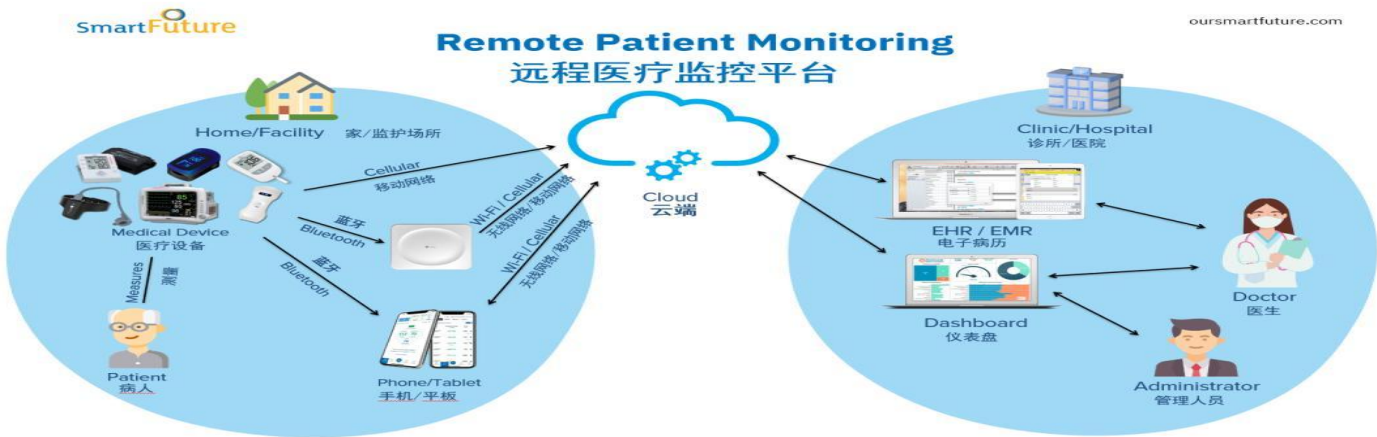 SmartFuture
oursmartfuture.com
Remote Patient Monitoring
远程医疗监控平台
Home/Facility 家/监护场所
Cellular
移动网络
蓝牙
Bluetooth
Wi-Fi / Cellular
无线网络/移动网络
Wi-Fi / Cellular
无线网络/移动网络
Cloud
云端
Medical Device
医疗设备
蓝牙
Bluetooth
Measures
测量
Patient
病人
Phone/Tablet
手机/平板
Clinic/Hospital
诊所/医院
EHR / EMR
电子病历
Dashboard
仪表盘
Doctor
医生
Administrator
管理人员